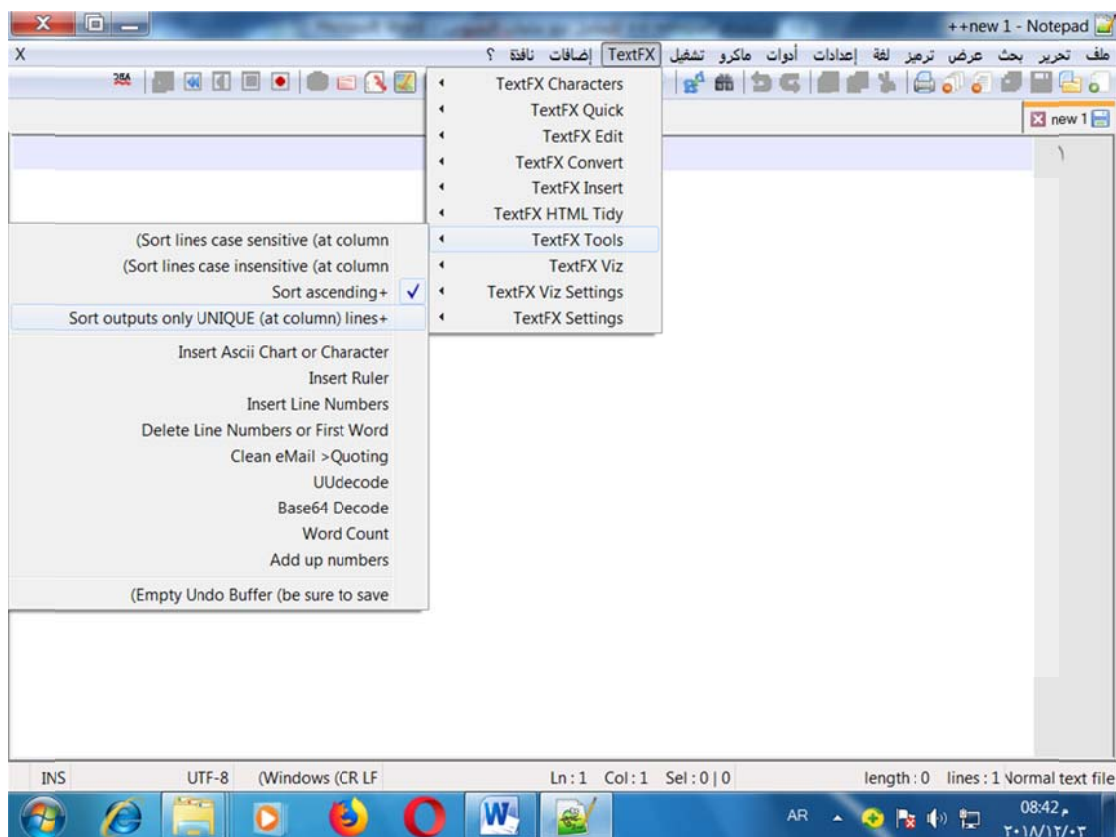 ++new 1 - Notepad
ملف تحرير بحث عرض ترميز لغة إعدادات أدوات ماكرو تشغيل TextFX إضافات نافذة ؟ X
new 1
١
TextFX Characters
TextFX Quick
TextFX Edit
TextFX Convert
TextFX Insert
TextFX HTML Tidy
TextFX Tools
TextFX Viz
TextFX Viz Settings
TextFX Settings
(Sort lines case sensitive (at column
(Sort lines case insensitive (at column
Sort ascending+
Sort outputs only UNIQUE (at column) lines+
Insert Ascii Chart or Character
Insert Ruler
Insert Line Numbers
Delete Line Numbers or First Word
Clean eMail >Quoting
UUdecode
Base64 Decode
Word Count
Add up numbers
(Empty Undo Buffer (be sure to save
INS UTF-8 (Windows (CR LF Ln : 1 Col : 1 Sel : 0 | 0 length : 0 lines : 1 Normal text file
AR 08:42 م
٢٠١٨/١٢/٠٣